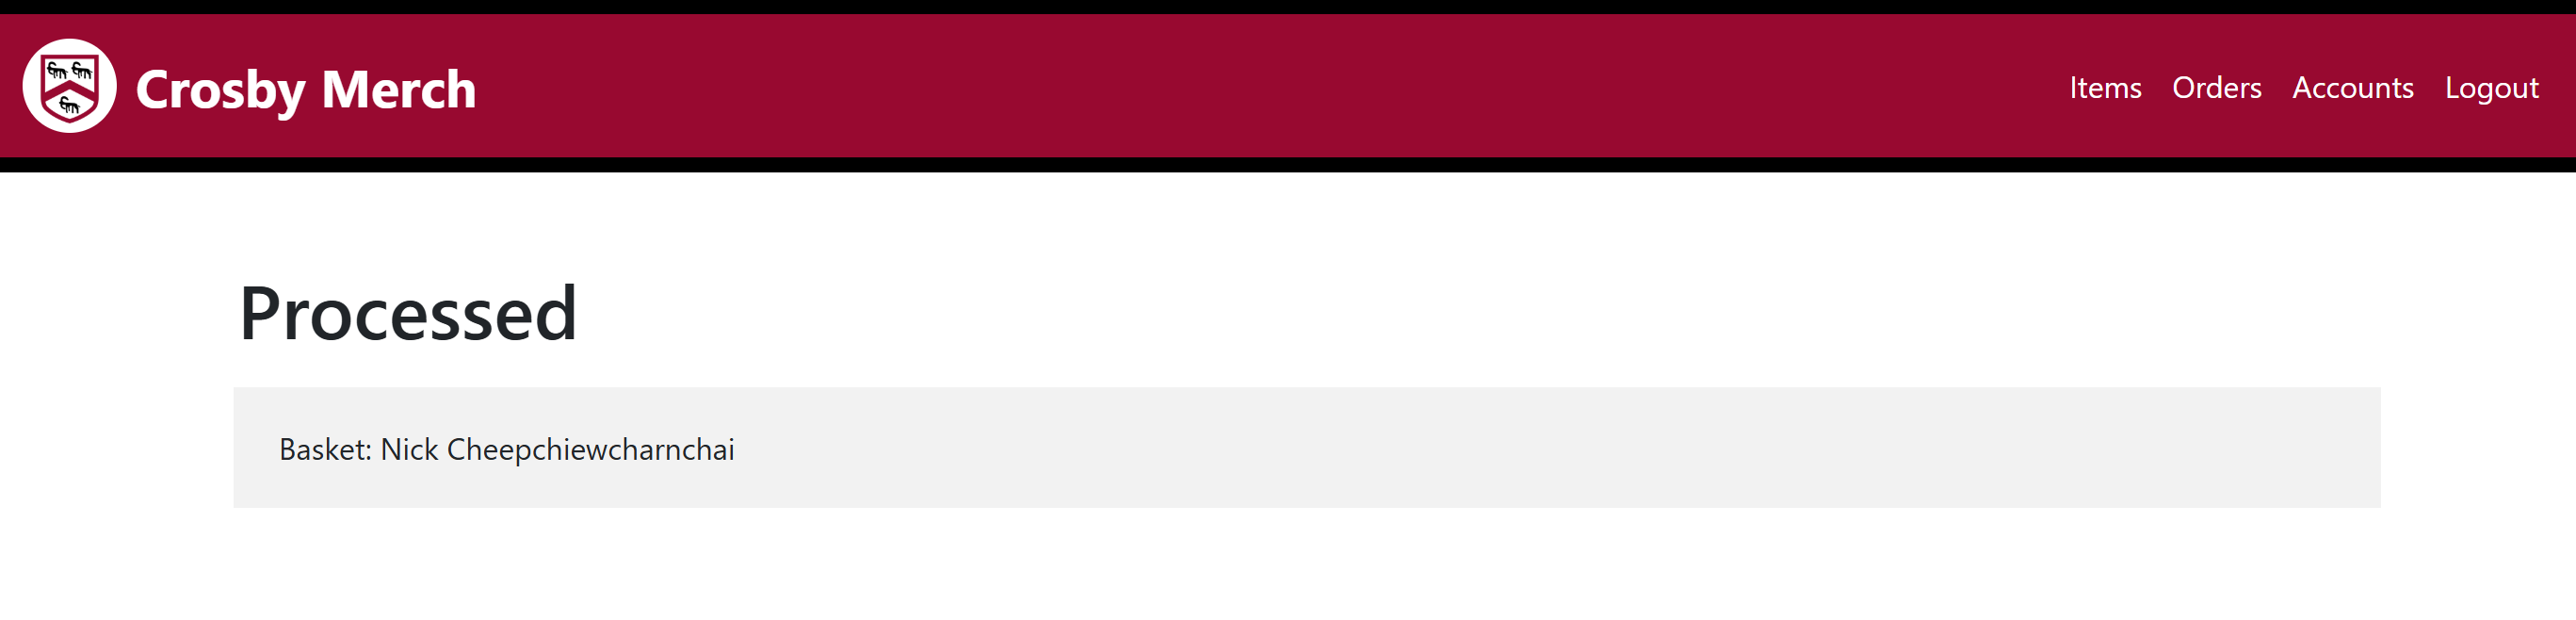 Crosby Merch
Items Orders Accounts Logout
Processed
Basket: Nick Cheepchiewcharnchai